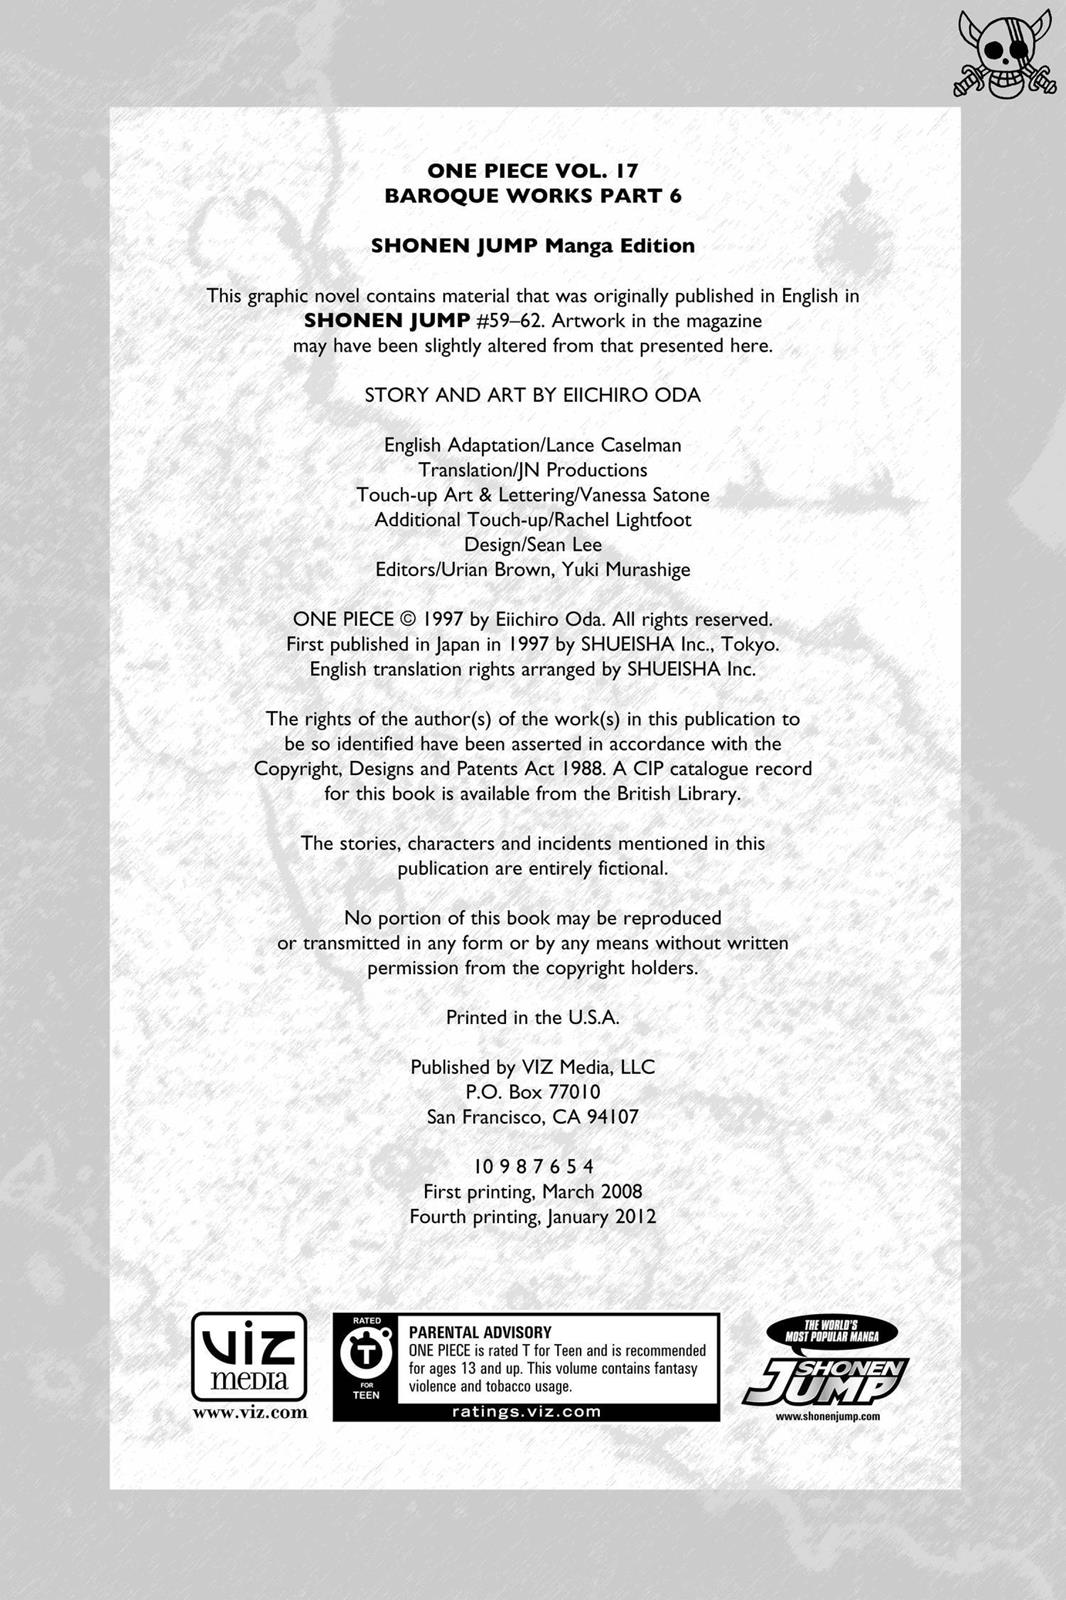 ONE PIECE VOL. 17
BAROQUE WORKS PART 6
SHONEN JUMP Manga Edition
This graphic novel contains material that was originally published in English in
SHONEN JUMP #59–62. Artwork in the magazine
may have been slightly altered from that presented here.
STORY AND ART BY EIICHIRO ODA
English Adaptation/Lance Caselman
Translation/JN Productions
Touch-up Art & Lettering/Vanessa Satone
Additional Touch-up/Rachel Lightfoot
Design/Sean Lee
Editors/Urian Brown, Yuki Murashige
ONE PIECE © 1997 by Eiichiro Oda. All rights reserved.
First published in Japan in 1997 by SHUEISHA Inc., Tokyo.
English translation rights arranged by SHUEISHA Inc.
The rights of the author(s) of the work(s) in this publication to
be so identified have been asserted in accordance with the
Copyright, Designs and Patents Act 1988. A CIP catalogue record
for this book is available from the British Library.
The stories, characters and incidents mentioned in this
publication are entirely fictional.
No portion of this book may be reproduced
or transmitted in any form or by any means without written
permission from the copyright holders.
Printed in the U.S.A.
Published by VIZ Media, LLC
P.O. Box 77010
San Francisco, CA 94107
10 9 8 7 6 5 4
First printing, March 2008
Fourth printing, January 2012
viz
media
www.viz.com
RATED
T
FOR
TEEN
PARENTAL ADVISORY
ONE PIECE is rated T for Teen and is recommended
for ages 13 and up. This volume contains fantasy
violence and tobacco usage.
ratings.viz.com
THE WORLD'S
MOST POPULAR MANGA
SHONEN
JUMP
www.shonenjump.com